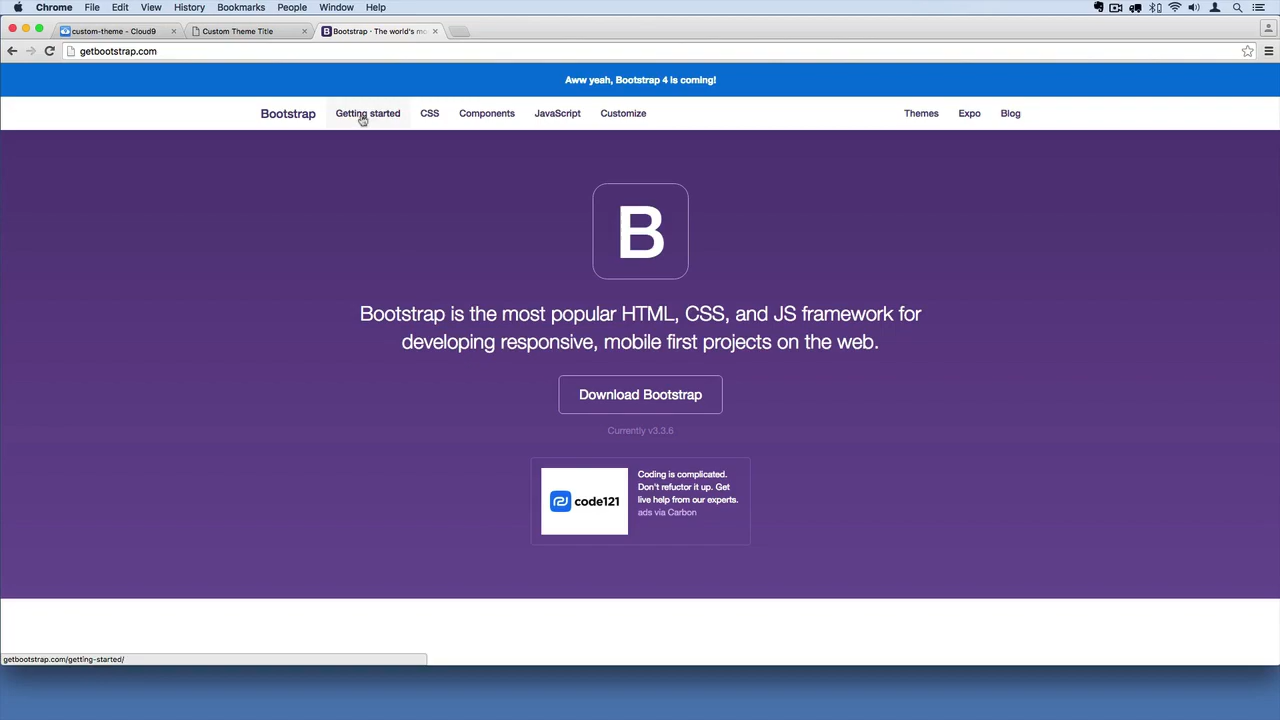 Chrome File Edit View History Bookmarks People Window Help
custom-theme - Cloud9
Custom Theme Title
Bootstrap · The world's mo
getbootstrap.com
Aww yeah, Bootstrap 4 is coming!
Bootstrap Getting started CSS Components JavaScript Customize Themes Expo Blog
B
Bootstrap is the most popular HTML, CSS, and JS framework for
developing responsive, mobile first projects on the web.
Download Bootstrap
Currently v3.3.6
code121
Coding is complicated.
Don't refuctor it up. Get
live help from our experts.
ads via Carbon
getbootstrap.com/getting-started/